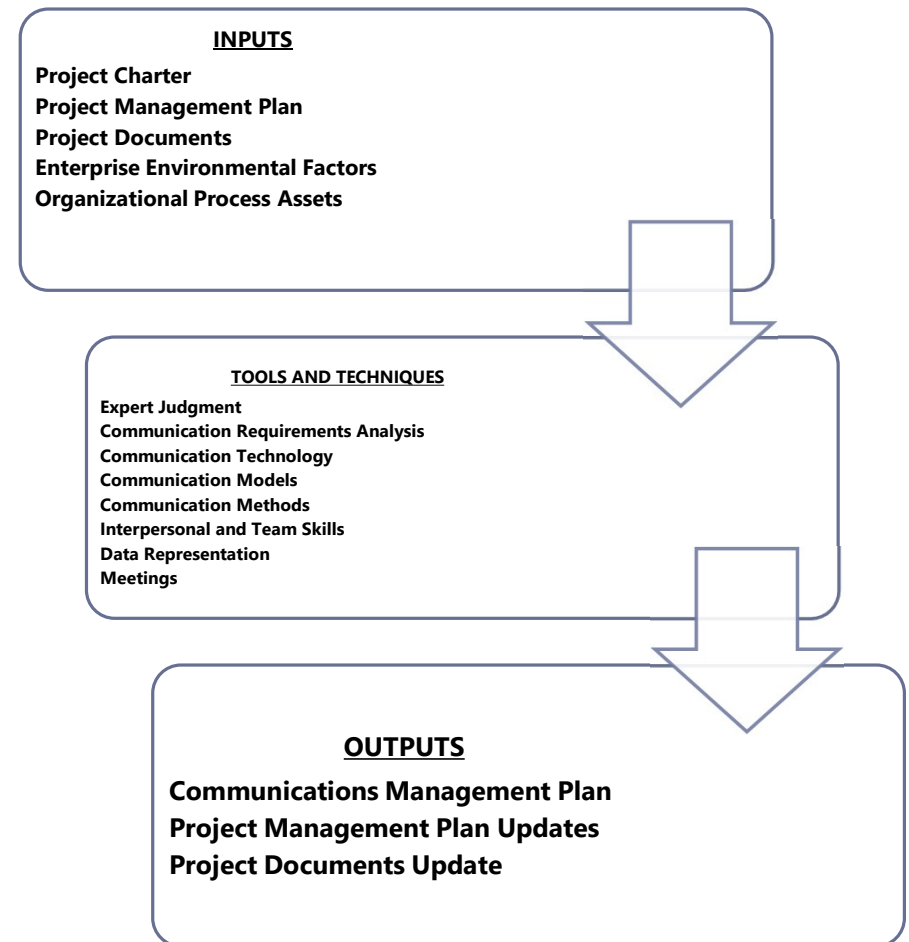 INPUTS
Project Charter
Project Management Plan
Project Documents
Enterprise Environmental Factors
Organizational Process Assets
TOOLS AND TECHNIQUES
Expert Judgment
Communication Requirements Analysis
Communication Technology
Communication Models
Communication Methods
Interpersonal and Team Skills
Data Representation
Meetings
OUTPUTS
Communications Management Plan
Project Management Plan Updates
Project Documents Update